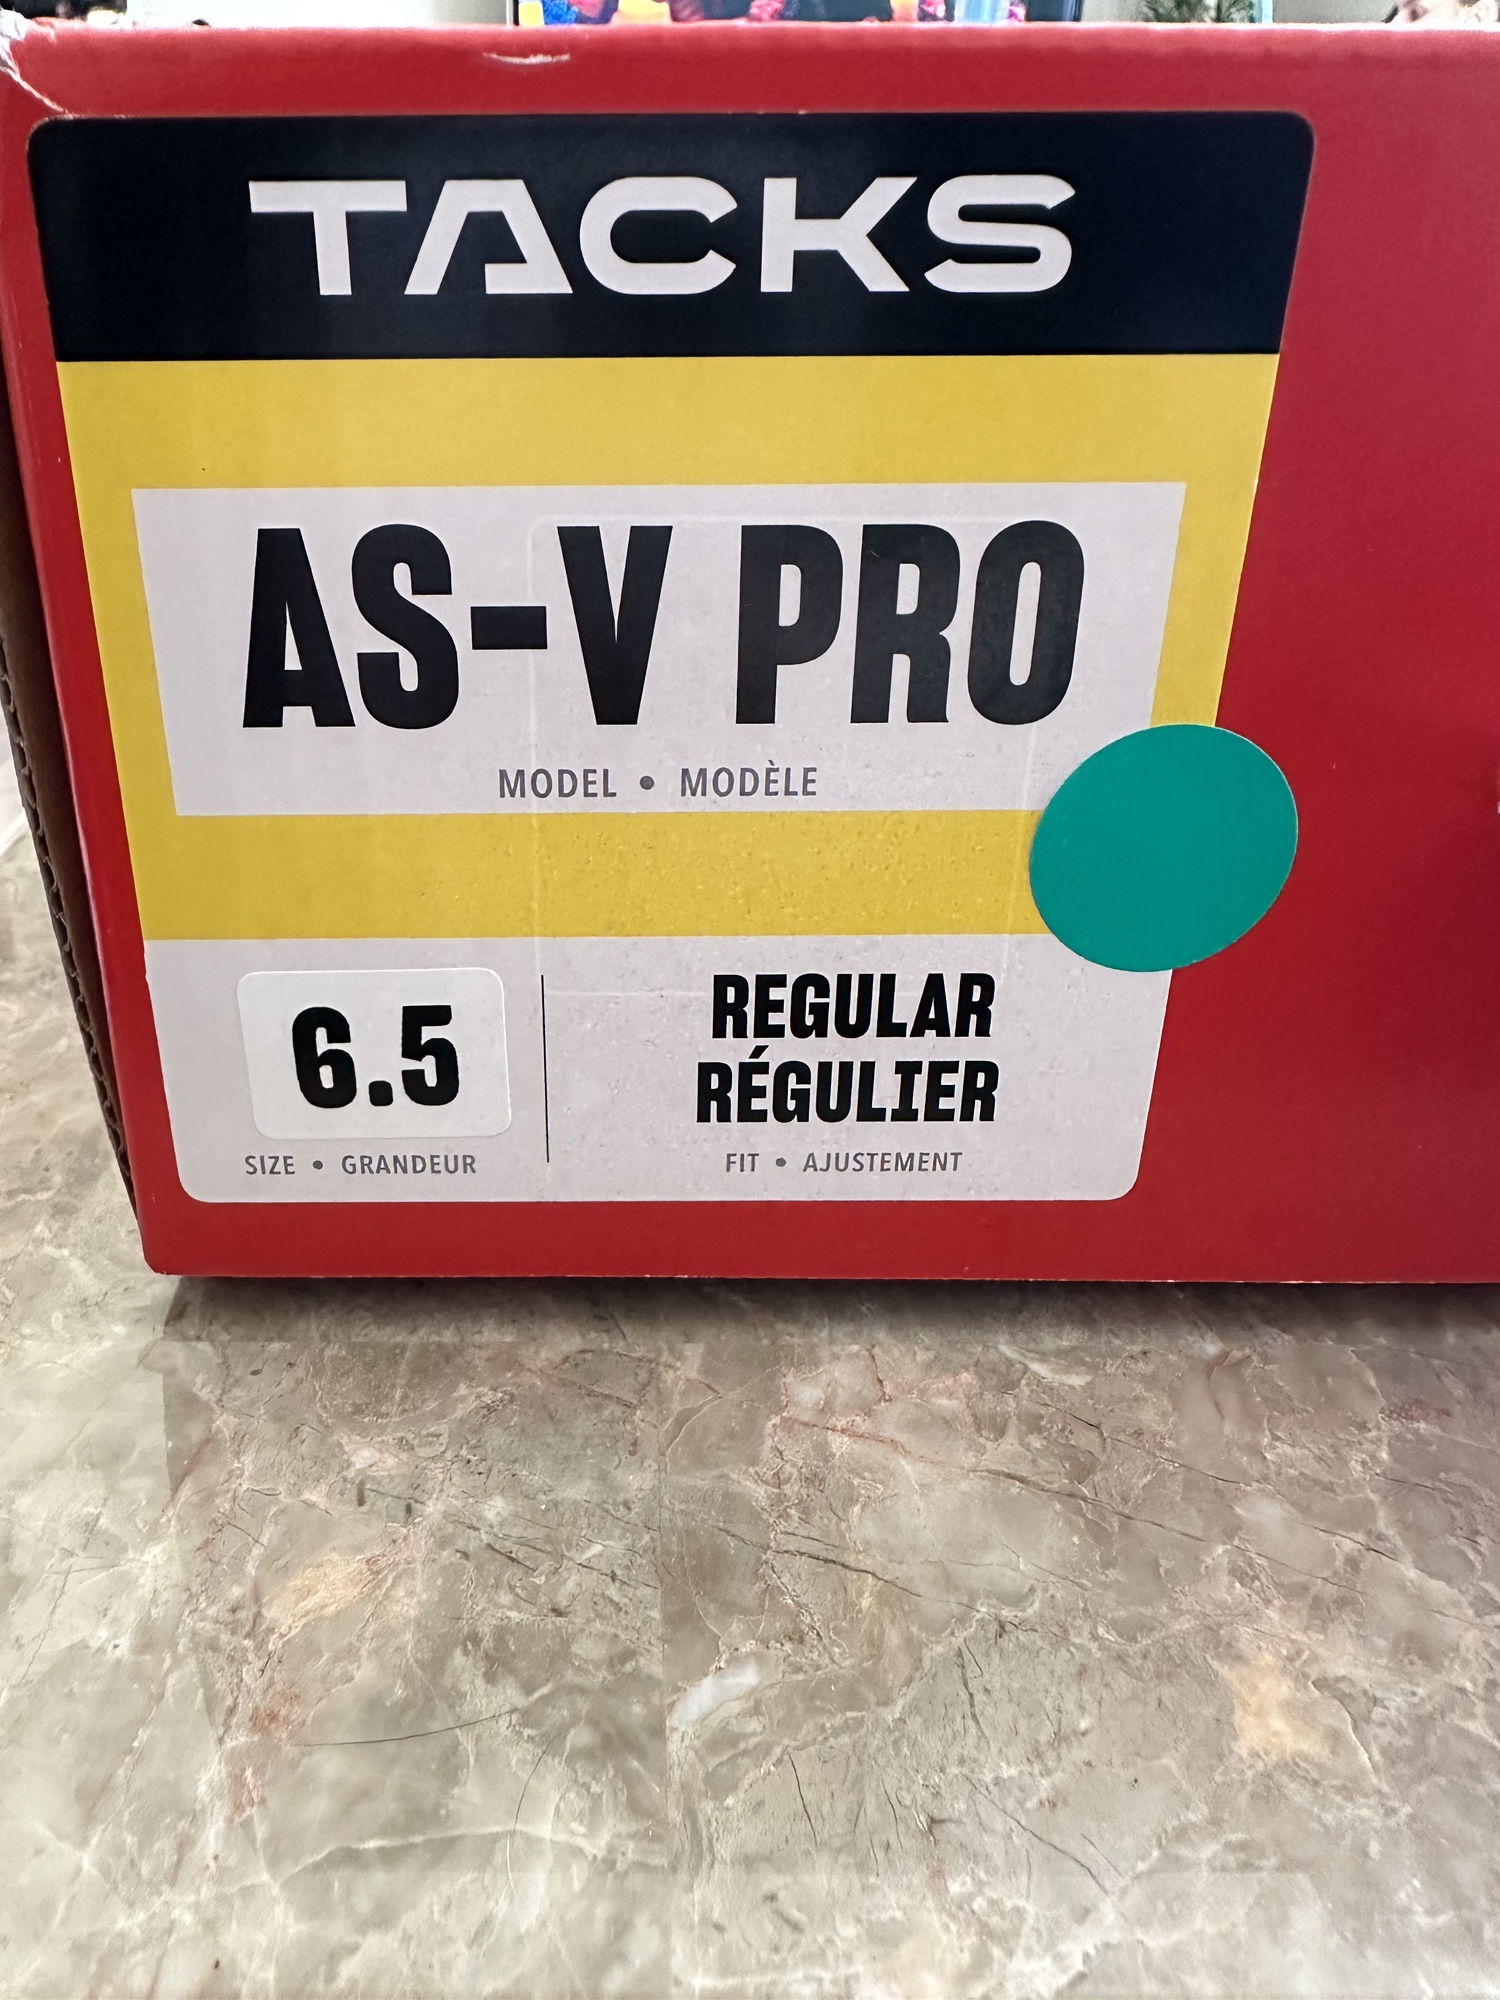 TACKS
AS-V PRO
MODEL • MODÈLE
6.5
SIZE • GRANDEUR
REGULAR
RÉGULIER
FIT • AJUSTEMENT